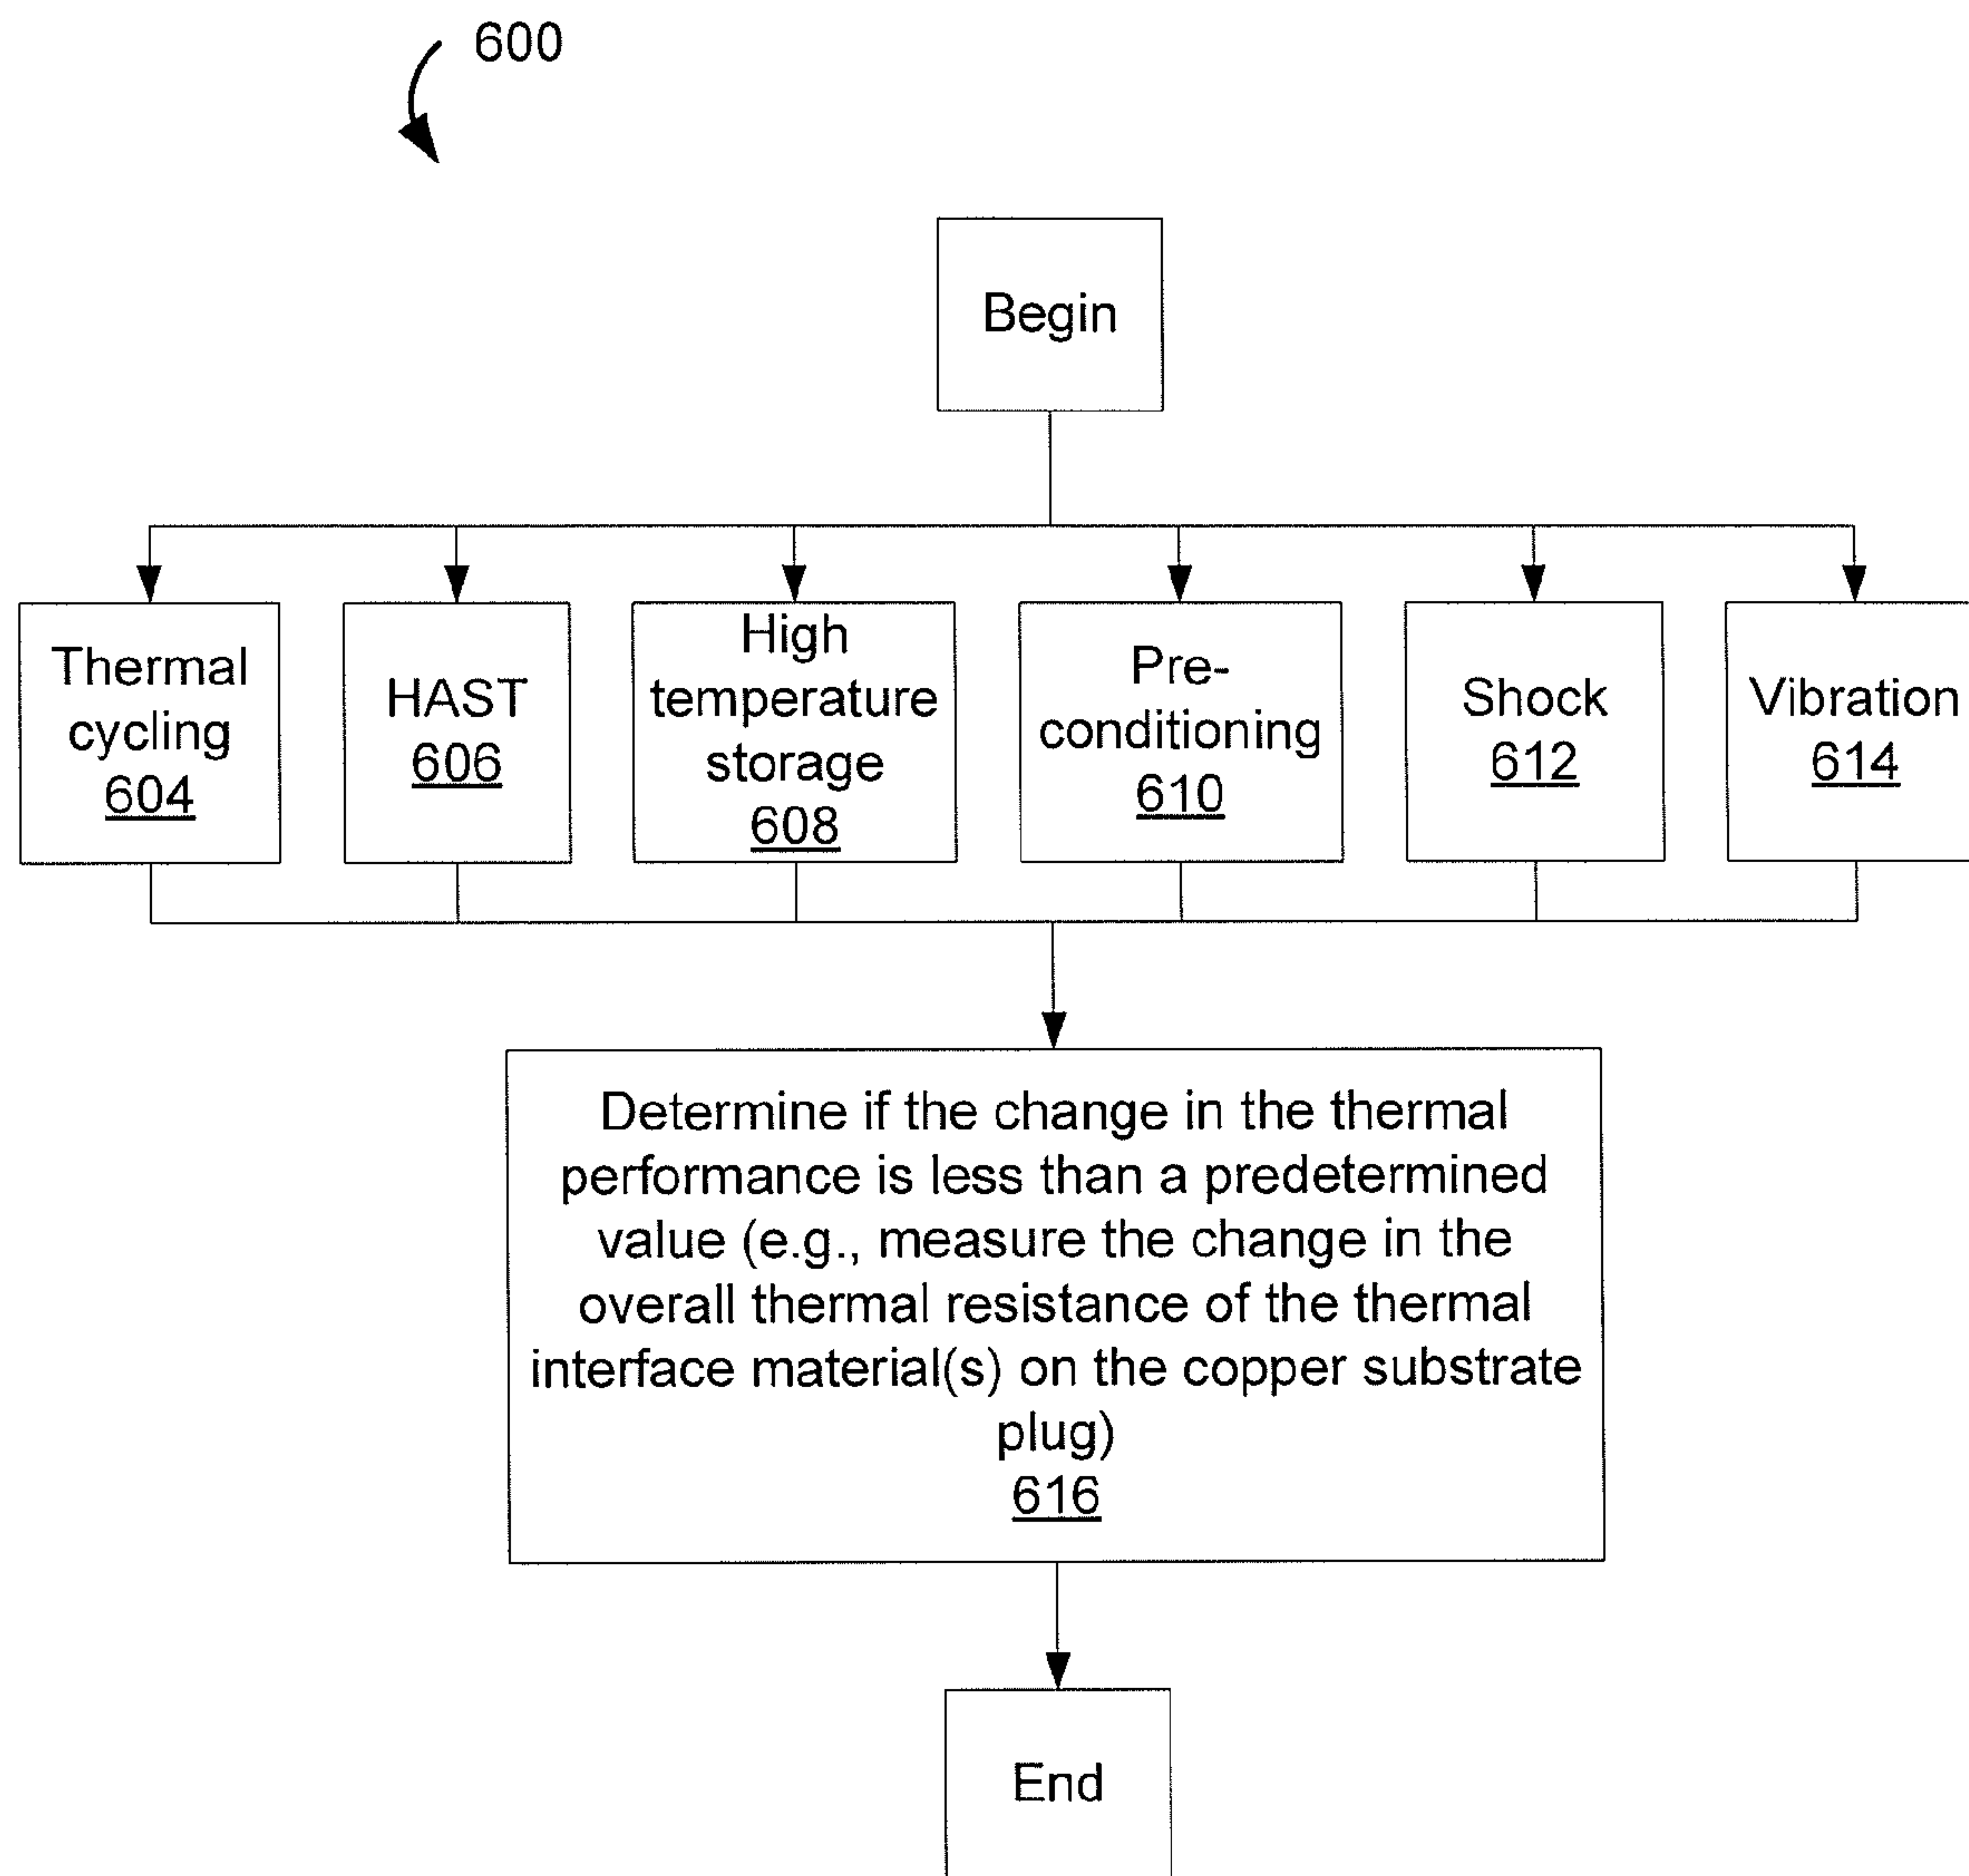 600
Begin
Thermal
cycling
604
HAST
606
High
temperature
storage
608
Pre-
conditioning
610
Shock
612
Vibration
614
Determine if the change in the thermal
performance is less than a predetermined
value (e.g., measure the change in the
overall thermal resistance of the thermal
interface material(s) on the copper substrate
plug)
616
End